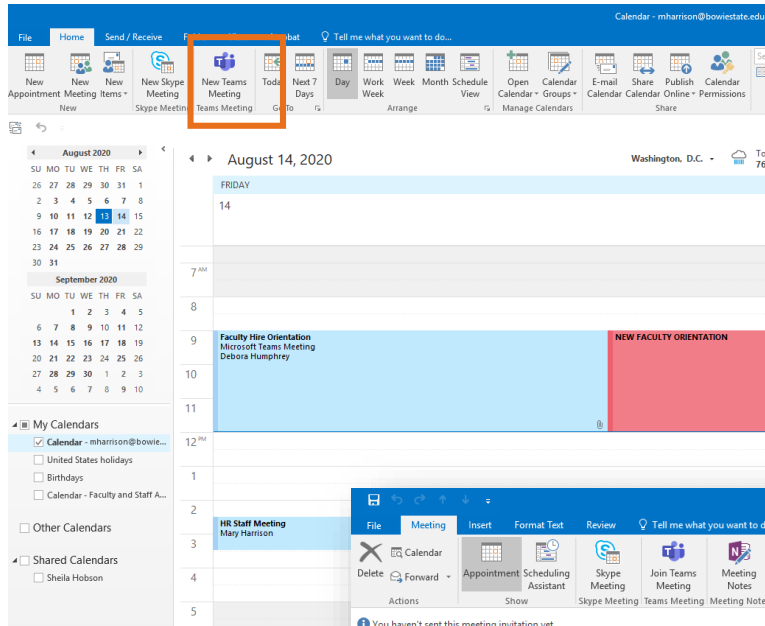 Calendar - mharrison@bowiestate.edu
File Home Send / Receive Tell me what you want to do...
New Appointment
New Meeting
New Items
New Skype Meeting
New Teams Meeting
Today
Next 7 Days
Day
Work Week
Week
Month
Schedule View
Open Calendar
Calendar Groups
E-mail Calendar
Share Calendar
Publish Online
Calendar Permissions
New Skype Meeting Teams Meeting Go To Arrange Manage Calendars Share
August 2020
SU MO TU WE TH FR SA
26 27 28 29 30 31 1
2 3 4 5 6 7 8
9 10 11 12 13 14 15
16 17 18 19 20 21 22
23 24 25 26 27 28 29
30 31
September 2020
SU MO TU WE TH FR SA
1 2 3 4 5
6 7 8 9 10 11 12
13 14 15 16 17 18 19
20 21 22 23 24 25 26
27 28 29 30 1 2 3
4 5 6 7 8 9 10
My Calendars
Calendar - mharrison@bowie...
United States holidays
Birthdays
Calendar - Faculty and Staff A...
Other Calendars
Shared Calendars
Sheila Hobson
August 14, 2020
Washington, D.C.
FRIDAY
14
7 AM
8
9
Faculty Hire Orientation
Microsoft Teams Meeting
Debora Humphrey
NEW FACULTY ORIENTATION
10
11
12 PM
1
2
HR Staff Meeting
Mary Harrison
3
4
5
File Meeting Insert Format Text Review Tell me what you want to d
Delete
Calendar
Forward
Appointment
Scheduling Assistant
Skype Meeting
Join Teams Meeting
Meeting Notes
Actions Show Skype Meeting Teams Meeting Meeting Note
You haven't sent this meeting invitation yet.